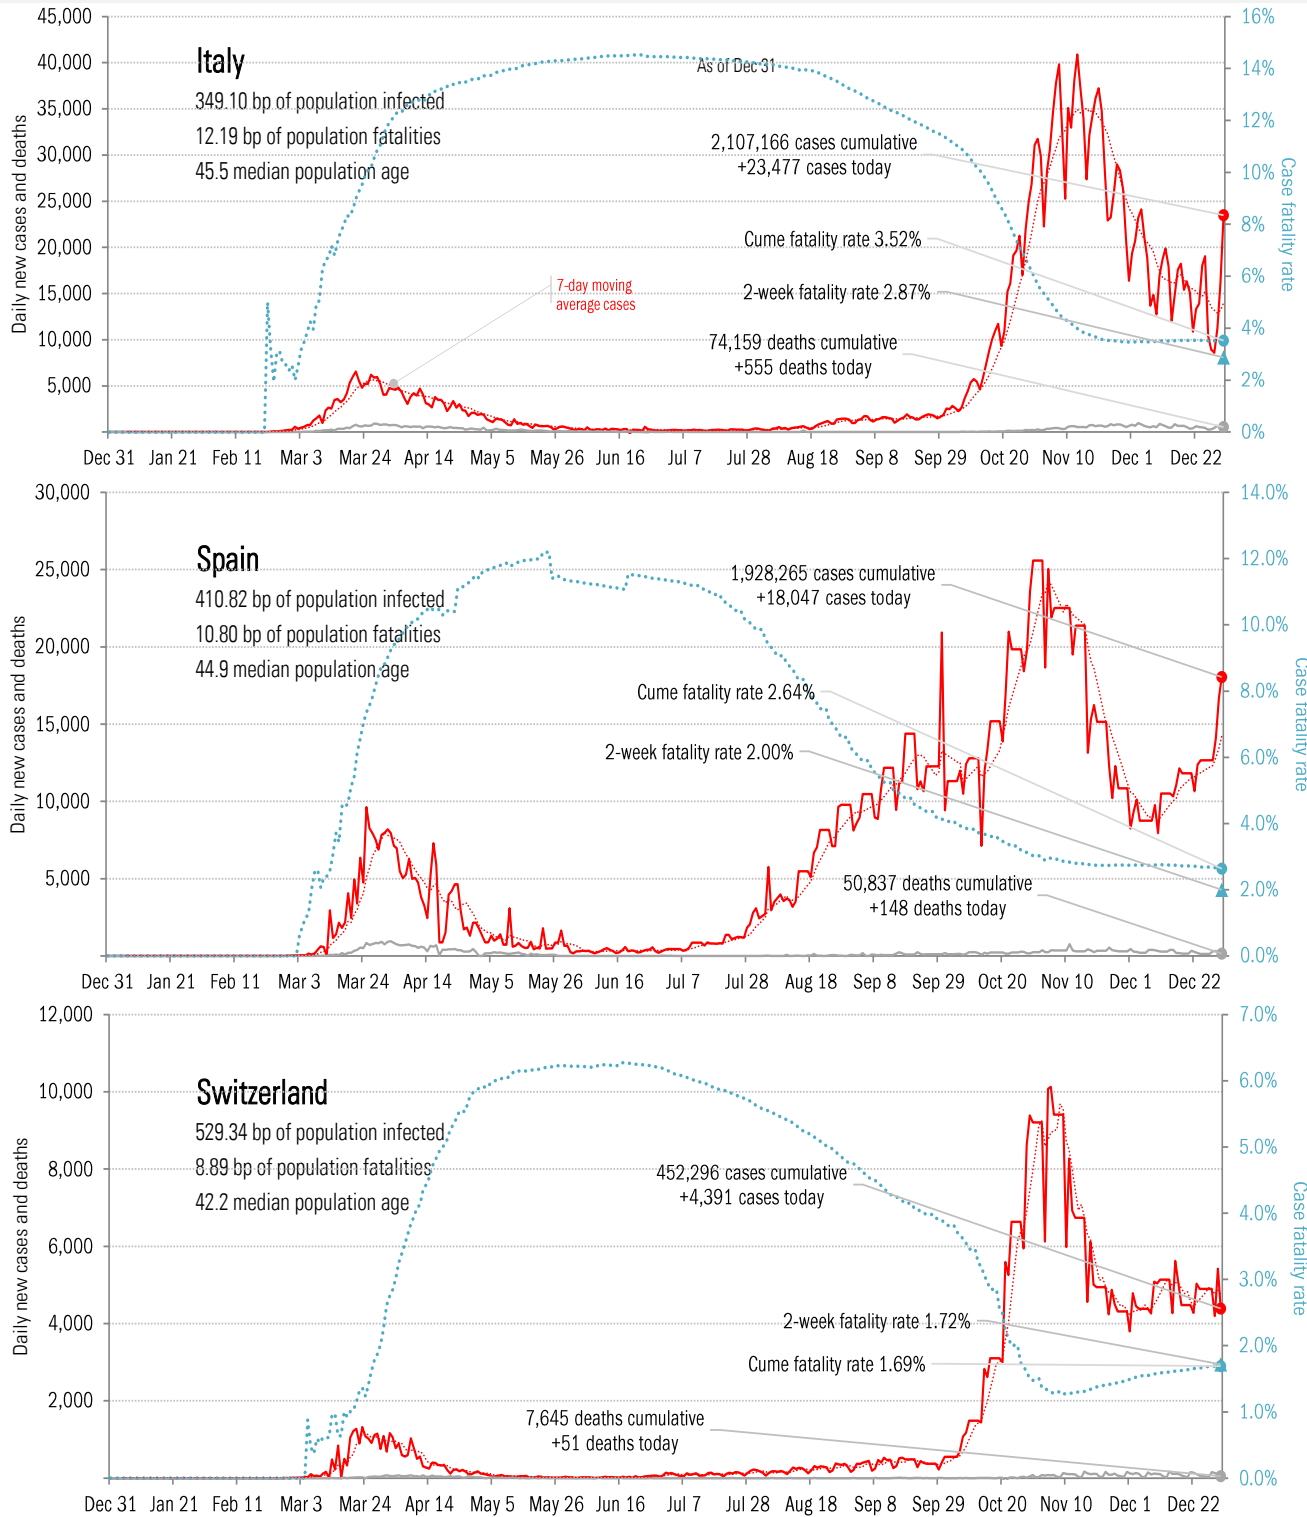 45,000
40,000
35,000
30,000
25,000
20,000
15,000
10,000
5,000
Daily new cases and deaths
Italy
349.10 bp of population infected
12.19 bp of population fatalities
45.5 median population age
As of Dec 31
2,107,166 cases cumulative
+23,477 cases today
Cume fatality rate 3.52%
2-week fatality rate 2.87%
7-day moving
average cases
74,159 deaths cumulative
+555 deaths today
16%
14%
12%
10%
8%
6%
4%
2%
0%
Case fatality rate
Dec 31 Jan 21 Feb 11 Mar 3 Mar 24 Apr 14 May 5 May 26 Jun 16 Jul 7 Jul 28 Aug 18 Sep 8 Sep 29 Oct 20 Nov 10 Dec 1 Dec 22
30,000
25,000
20,000
15,000
10,000
5,000
Daily new cases and deaths
Spain
410.82 bp of population infected
10.80 bp of population fatalities
44.9 median population age
1,928,265 cases cumulative
+18,047 cases today
Cume fatality rate 2.64%
2-week fatality rate 2.00%
50,837 deaths cumulative
+148 deaths today
14.0%
12.0%
10.0%
8.0%
6.0%
4.0%
2.0%
0.0%
Case fatality rate
Dec 31 Jan 21 Feb 11 Mar 3 Mar 24 Apr 14 May 5 May 26 Jun 16 Jul 7 Jul 28 Aug 18 Sep 8 Sep 29 Oct 20 Nov 10 Dec 1 Dec 22
12,000
10,000
8,000
6,000
4,000
2,000
Daily new cases and deaths
Switzerland
529.34 bp of population infected
8.89 bp of population fatalities
42.2 median population age
452,296 cases cumulative
+4,391 cases today
2-week fatality rate 1.72%
Cume fatality rate 1.69%
7,645 deaths cumulative
+51 deaths today
7.0%
6.0%
5.0%
4.0%
3.0%
2.0%
1.0%
0.0%
Case fatality rate
Dec 31 Jan 21 Feb 11 Mar 3 Mar 24 Apr 14 May 5 May 26 Jun 16 Jul 7 Jul 28 Aug 18 Sep 8 Sep 29 Oct 20 Nov 10 Dec 1 Dec 22